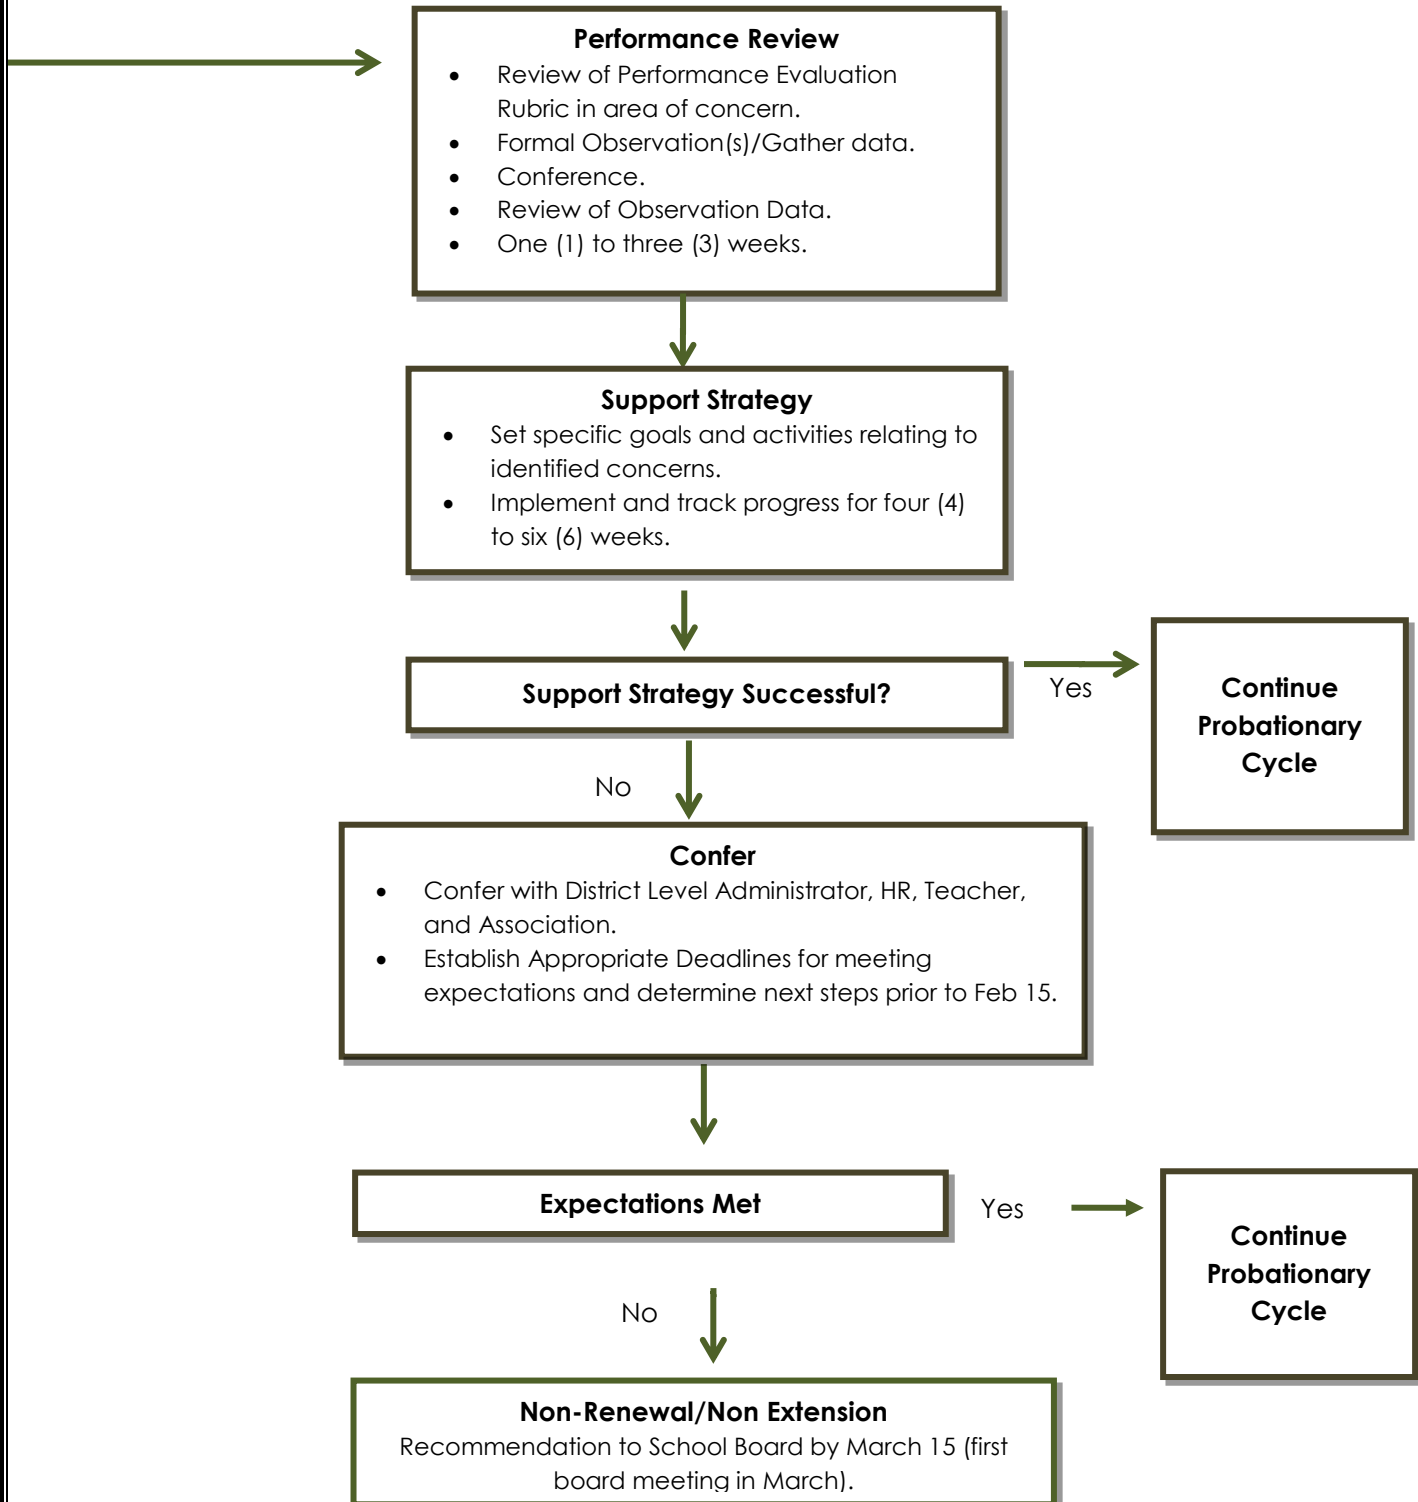 Performance Review
• Review of Performance Evaluation
Rubric in area of concern.
• Formal Observation(s)/Gather data.
• Conference.
• Review of Observation Data.
• One (1) to three (3) weeks.
Support Strategy
• Set specific goals and activities relating to
identified concerns.
• Implement and track progress for four (4)
to six (6) weeks.
Support Strategy Successful?
Yes
Continue
Probationary
Cycle
No
Confer
• Confer with District Level Administrator, HR, Teacher,
and Association.
• Establish Appropriate Deadlines for meeting
expectations and determine next steps prior to Feb 15.
Expectations Met
Yes
Continue
Probationary
Cycle
No
Non-Renewal/Non Extension
Recommendation to School Board by March 15 (first
board meeting in March).